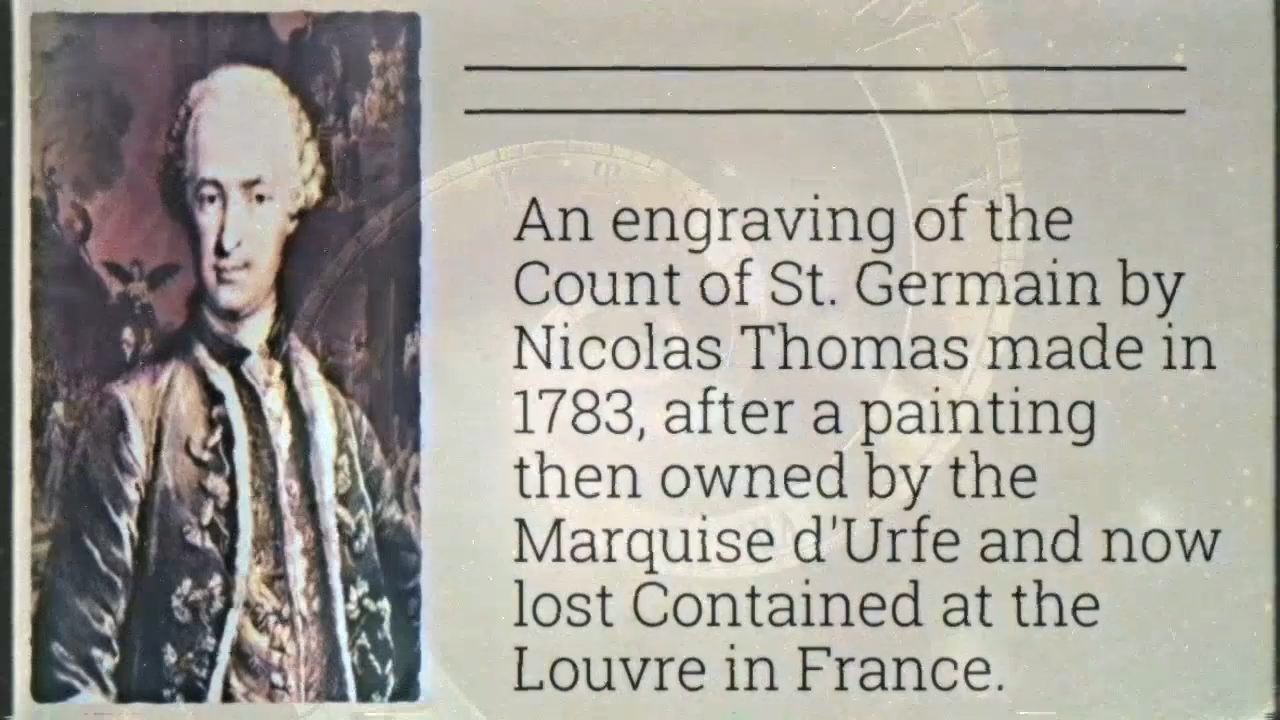 An engraving of the
Count of St. Germain by
Nicolas Thomas made in
1783, after a painting
then owned by the
Marquise d'Urfe and now
lost Contained at the
Louvre in France.